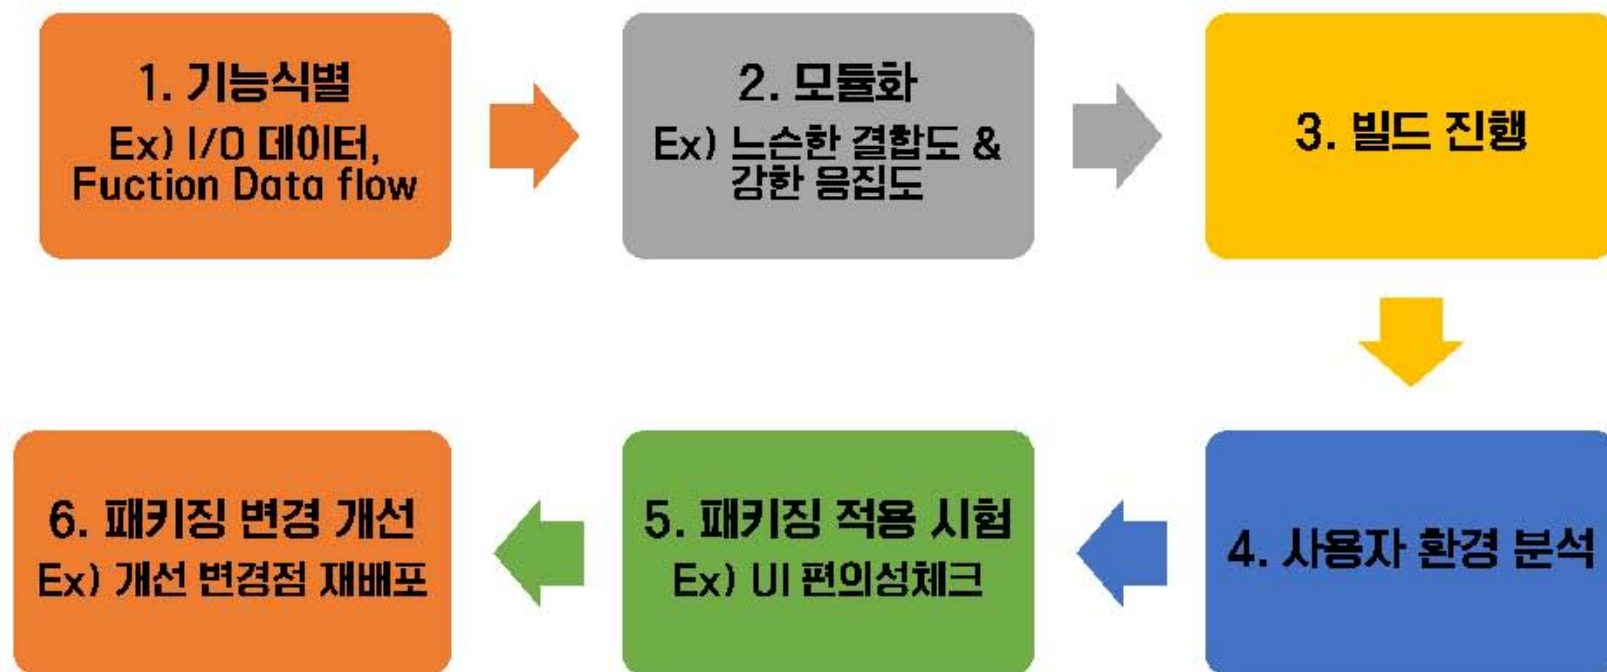 1. 기능식별
Ex) I/O 데이터,
Fuction Data flow
2. 모듈화
Ex) 느슨한 결합도 &
강한 응집도
3. 빌드 진행
4. 사용자 환경 분석
5. 패키징 적용 시험
Ex) UI 편의성체크
6. 패키징 변경 개선
Ex) 개선 변경점 재배포